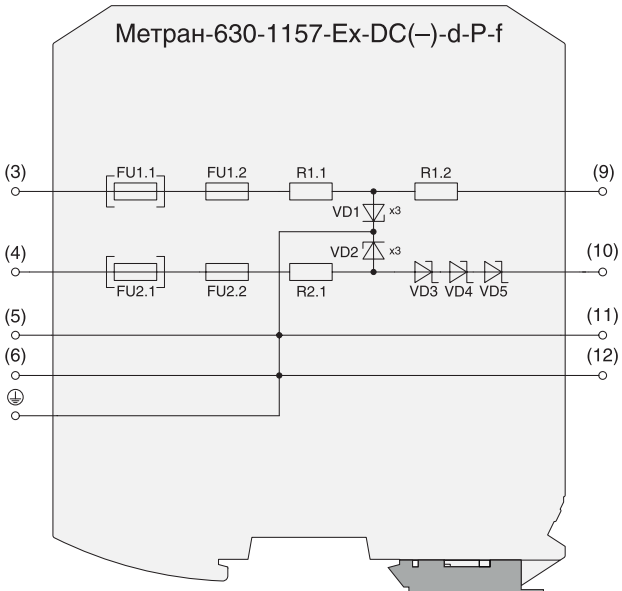 Метран-630-1157-Ex-DC(–)-d-P-f
(3) FU1.1 FU1.2 R1.1 R1.2 (9)
VD1 x3
(4) VD2 x3 (10)
FU2.1 FU2.2 R2.1 VD3 VD4 VD5
(5) (11)
(6) (12)